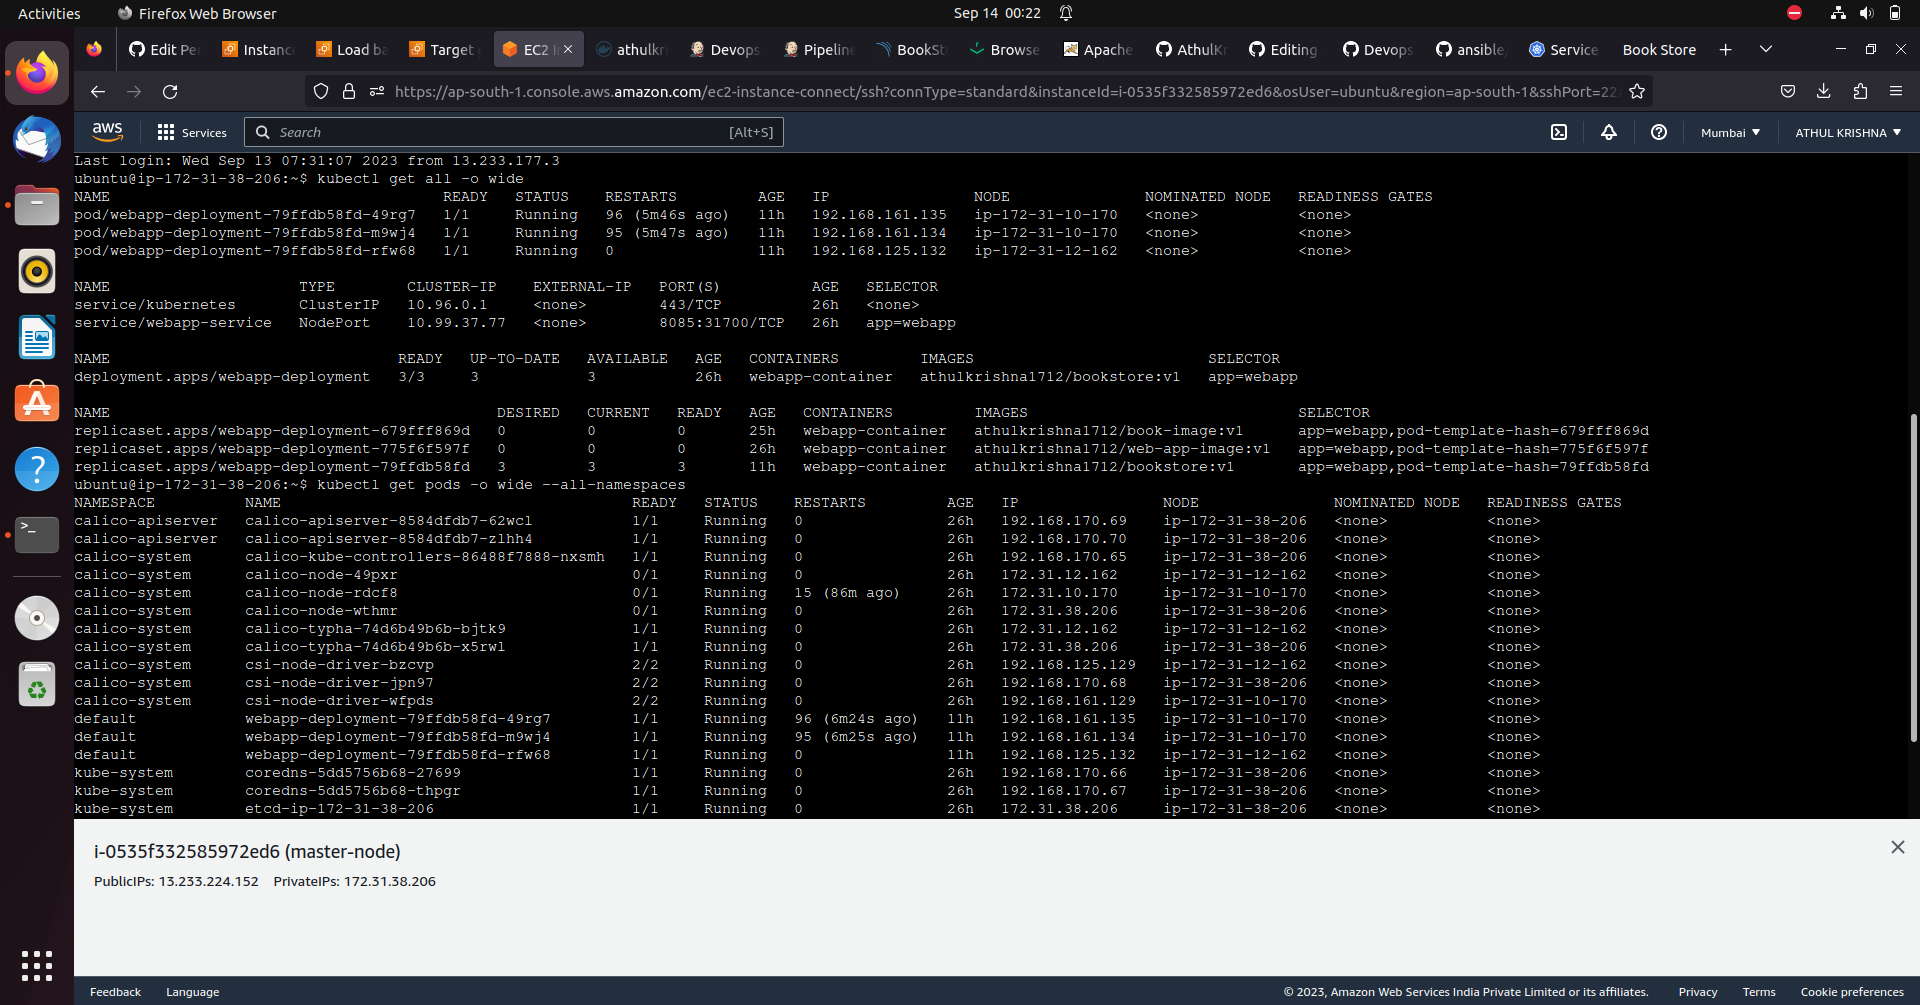 Activities Firefox Web Browser Sep 14 00:22
Edit Pe Instanc Load ba Target EC2 I athulkri Devops Pipeline BookSt Browse Apache AthulKr Editing Devops ansible Service Book Store
https://ap-south-1.console.aws.amazon.com/ec2-instance-connect/ssh?connType=standard&instanceId=i-0535f332585972ed6&osUser=ubuntu&region=ap-south-1&sshPort=22
aws Services Search [Alt+S] Mumbai ATHUL KRISHNA
Last login: Wed Sep 13 07:31:07 2023 from 13.233.177.3
ubuntu@ip-172-31-38-206:~$ kubectl get all -o wide
NAME READY STATUS RESTARTS AGE IP NODE NOMINATED NODE READINESS GATES
pod/webapp-deployment-79ffdb58fd-49rg7 1/1 Running 96 (5m46s ago) 11h 192.168.161.135 ip-172-31-10-170 <none> <none>
pod/webapp-deployment-79ffdb58fd-m9wj4 1/1 Running 95 (5m47s ago) 11h 192.168.161.134 ip-172-31-10-170 <none> <none>
pod/webapp-deployment-79ffdb58fd-rfw68 1/1 Running 0 11h 192.168.125.132 ip-172-31-12-162 <none> <none>
NAME TYPE CLUSTER-IP EXTERNAL-IP PORT(S) AGE SELECTOR
service/kubernetes ClusterIP 10.96.0.1 <none> 443/TCP 26h <none>
service/webapp-service NodePort 10.99.37.77 <none> 8085:31700/TCP 26h app=webapp
NAME READY UP-TO-DATE AVAILABLE AGE CONTAINERS IMAGES SELECTOR
deployment.apps/webapp-deployment 3/3 3 3 26h webapp-container athulkrishna1712/bookstore:v1 app=webapp
NAME DESIRED CURRENT READY AGE CONTAINERS IMAGES SELECTOR
replicaset.apps/webapp-deployment-679fff869d 0 0 0 25h webapp-container athulkrishna1712/book-image:v1 app=webapp,pod-template-hash=679fff869d
replicaset.apps/webapp-deployment-775f6f597f 0 0 0 26h webapp-container athulkrishna1712/web-app-image:v1 app=webapp,pod-template-hash=775f6f597f
replicaset.apps/webapp-deployment-79ffdb58fd 3 3 3 11h webapp-container athulkrishna1712/bookstore:v1 app=webapp,pod-template-hash=79ffdb58fd
ubuntu@ip-172-31-38-206:~$ kubectl get pods -o wide --all-namespaces
NAMESPACE NAME READY STATUS RESTARTS AGE IP NODE NOMINATED NODE READINESS GATES
calico-apiserver calico-apiserver-8584dfdb7-62wcl 1/1 Running 0 26h 192.168.170.69 ip-172-31-38-206 <none> <none>
calico-apiserver calico-apiserver-8584dfdb7-zlhh4 1/1 Running 0 26h 192.168.170.70 ip-172-31-38-206 <none> <none>
calico-system calico-kube-controllers-86488f7888-nxsmh 1/1 Running 0 26h 192.168.170.65 ip-172-31-38-206 <none> <none>
calico-system calico-node-49pxr 0/1 Running 0 26h 172.31.12.162 ip-172-31-12-162 <none> <none>
calico-system calico-node-rdcf8 0/1 Running 15 (86m ago) 26h 172.31.10.170 ip-172-31-10-170 <none> <none>
calico-system calico-node-wthmr 0/1 Running 0 26h 172.31.38.206 ip-172-31-38-206 <none> <none>
calico-system calico-typha-74d6b49b6b-bjtk9 1/1 Running 0 26h 172.31.12.162 ip-172-31-12-162 <none> <none>
calico-system calico-typha-74d6b49b6b-x5rwl 1/1 Running 0 26h 172.31.38.206 ip-172-31-38-206 <none> <none>
calico-system csi-node-driver-bzcvp 2/2 Running 0 26h 192.168.125.129 ip-172-31-12-162 <none> <none>
calico-system csi-node-driver-jpn97 2/2 Running 0 26h 192.168.170.68 ip-172-31-38-206 <none> <none>
calico-system csi-node-driver-wfpds 2/2 Running 0 26h 192.168.161.129 ip-172-31-10-170 <none> <none>
default webapp-deployment-79ffdb58fd-49rg7 1/1 Running 96 (6m24s ago) 11h 192.168.161.135 ip-172-31-10-170 <none> <none>
default webapp-deployment-79ffdb58fd-m9wj4 1/1 Running 95 (6m25s ago) 11h 192.168.161.134 ip-172-31-10-170 <none> <none>
default webapp-deployment-79ffdb58fd-rfw68 1/1 Running 0 11h 192.168.125.132 ip-172-31-12-162 <none> <none>
kube-system coredns-5dd5756b68-27699 1/1 Running 0 26h 192.168.170.66 ip-172-31-38-206 <none> <none>
kube-system coredns-5dd5756b68-thpgr 1/1 Running 0 26h 192.168.170.67 ip-172-31-38-206 <none> <none>
kube-system etcd-ip-172-31-38-206 1/1 Running 0 26h 172.31.38.206 ip-172-31-38-206 <none> <none>
i-0535f332585972ed6 (master-node)
PublicIPs: 13.233.224.152 PrivateIPs: 172.31.38.206
Feedback Language © 2023, Amazon Web Services India Private Limited or its affiliates. Privacy Terms Cookie preferences